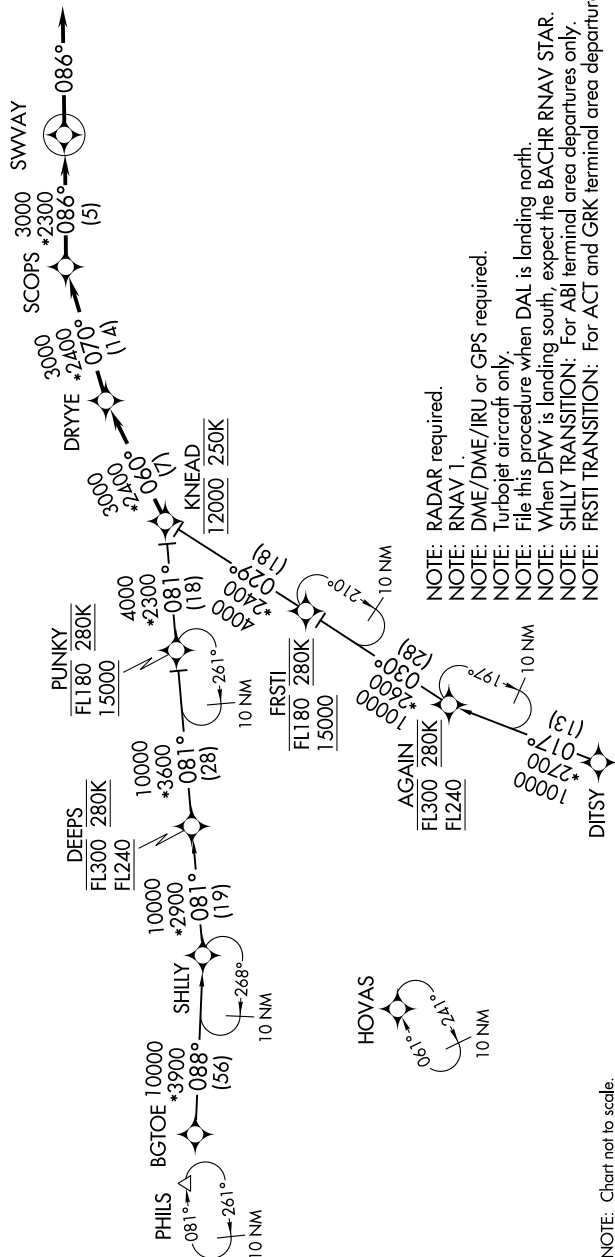 SWVAY
086°
SCOPS
3000
*2300
086°
(5)
DRYYE
3000
*2400
070°
(14)
3000
*2400
060°
(7)
KNEAD
12000 250K
PUNKY
FL180 280K
15000
4000
*2300
081°
(18)
261°
10 NM
DEEPS
FL300 280K
FL240
10000
*3600
081°
(28)
SHLLY
10000
*2900
081°
(19)
268°
10 NM
BGTOE
10000
*3900
088°
(56)
PHILS
081°
261°
10 NM
4000
*2400
029°
(18)
FRSTI
FL180 280K
15000
210°
10 NM
10000
*2600
030°
(28)
AGAIN
FL300 280K
FL240
197°
10 NM
10000
*2700
017°
(13)
DITSY
HOVAS
061°
241°
10 NM
NOTE: RADAR required.
NOTE: RNAV 1.
NOTE: DME/DME/IRU or GPS required.
NOTE: Turbojet aircraft only.
NOTE: File this procedure when DAL is landing north.
NOTE: When DFW is landing south, expect the BACHR RNAV STAR.
NOTE: SHLLY TRANSITION: For ABI terminal area departures only.
NOTE: FRSTI TRANSITION: For ACT and GRK terminal area
NOTE: Chart not to scale.